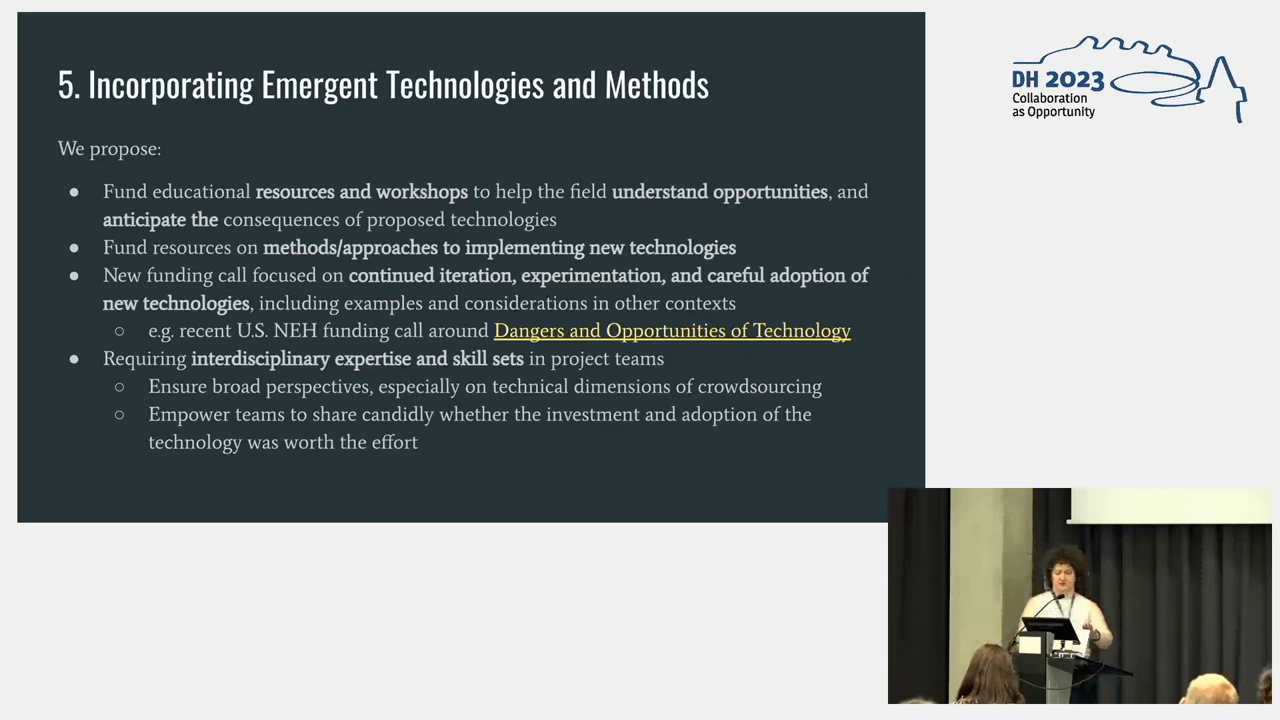 5. Incorporating Emergent Technologies and Methods
We propose:
● Fund educational resources and workshops to help the field understand opportunities, and
anticipate the consequences of proposed technologies
● Fund resources on methods/approaches to implementing new technologies
● New funding call focused on continued iteration, experimentation, and careful adoption of
new technologies, including examples and considerations in other contexts
○ e.g. recent U.S. NEH funding call around Dangers and Opportunities of Technology
● Requiring interdisciplinary expertise and skill sets in project teams
○ Ensure broad perspectives, especially on technical dimensions of crowdsourcing
○ Empower teams to share candidly whether the investment and adoption of the
technology was worth the effort
DH 2023
Collaboration
as Opportunity